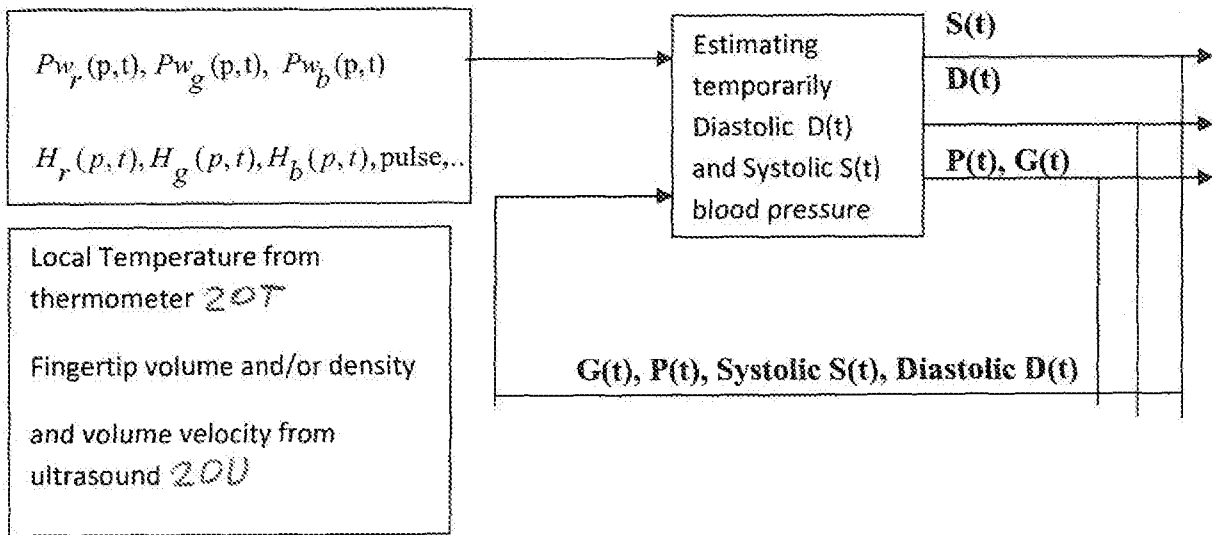 Pw_r(p,t), Pw_g(p,t), Pw_b(p,t)
H_r(p,t), H_g(p,t), H_b(p,t), pulse,..
Local Temperature from
thermometer 20T
Fingertip volume and/or density
and volume velocity from
ultrasound 20U
Estimating
temporarily
Diastolic D(t)
and Systolic S(t)
blood pressure
S(t)
D(t)
P(t), G(t)
G(t), P(t), Systolic S(t), Diastolic D(t)